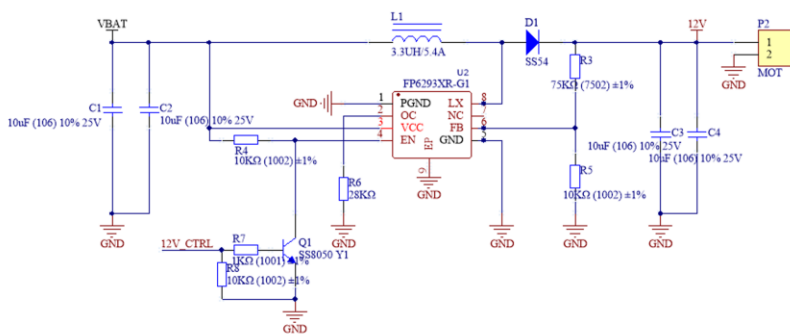 L1
VBAT
3.3UH/5.4A
D1
SS54
12V
P2
1
2
GND
MOT
U2
FP6293XR-G1
C1
10uF (106) 10% 25V
C2
10uF (106) 10% 25V
GND
1
PGND
LX
8
2
OC
NC
7
3
VCC
FB
6
4
EN
GND
5
EP
9
GND
R3
75KΩ (7502) ±1%
R4
10KΩ (1002) ±1%
R6
28KΩ
R5
10KΩ (1002) ±1%
C3
10uF (106) 10% 25V
C4
10uF (106) 10% 25V
GND
GND
GND
GND
GND
GND
GND
12V_CTRL
R7
1KΩ (1001) ±1%
Q1
SS8050 Y1
R8
10KΩ (1002) ±1%
GND